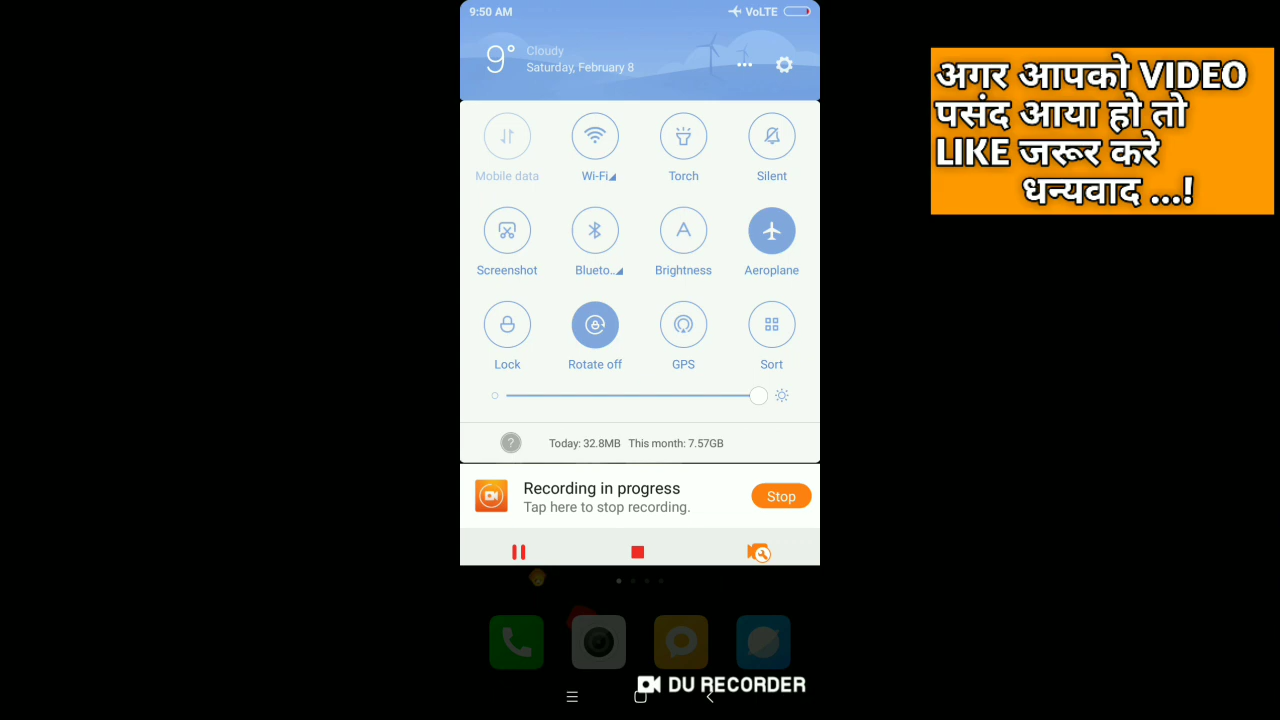 9:50 AM VoLTE
9° Cloudy
Saturday, February 8
अगर आपको VIDEO
पसंद आया हो तो
LIKE जरूर करे
धन्यवाद ...!
Mobile data Wi-Fi Torch Silent
Screenshot Blueto... Brightness Aeroplane
Lock Rotate off GPS Sort
? Today: 32.8MB This month: 7.57GB
Recording in progress
Tap here to stop recording.
Stop
DU RECORDER